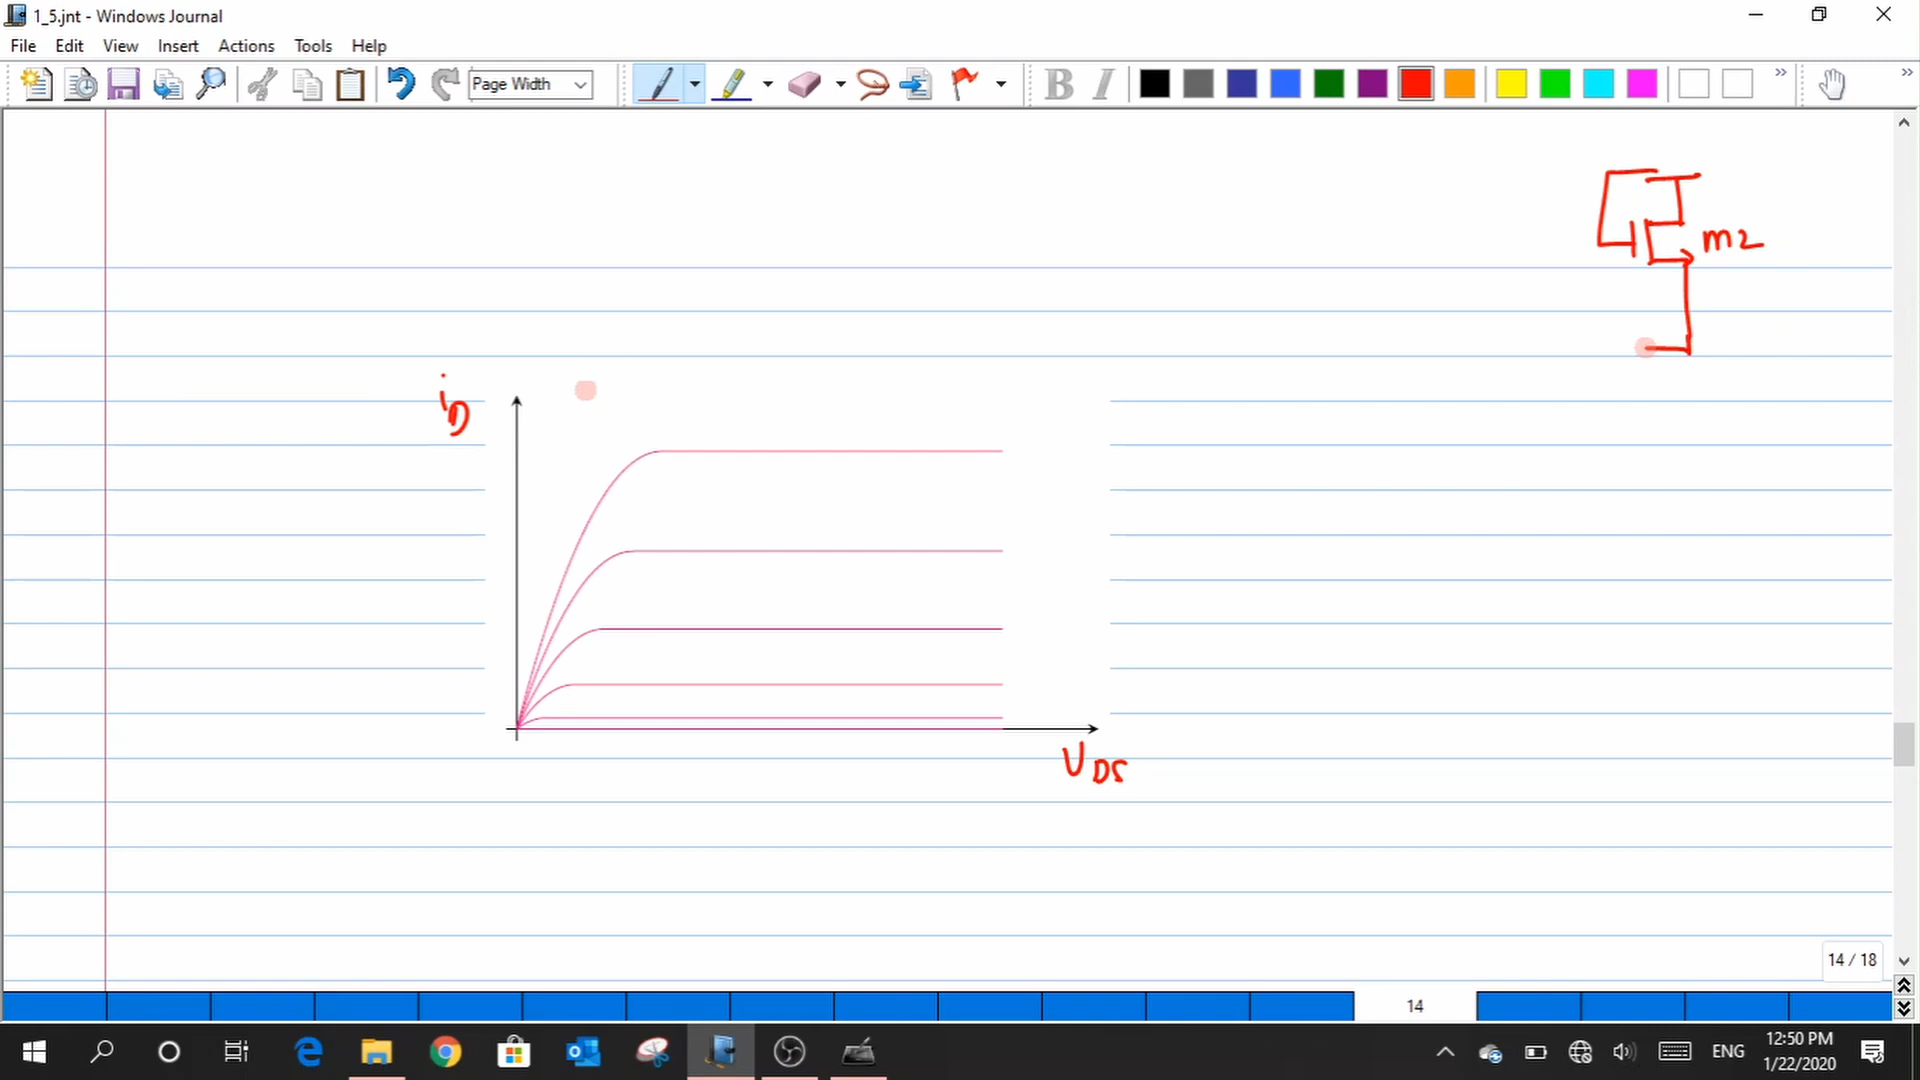 1_5.jnt - Windows Journal
File Edit View Insert Actions Tools Help
Page Width
B I
m2
iD
VDS
14 / 18
14
ENG
12:50 PM
1/22/2020